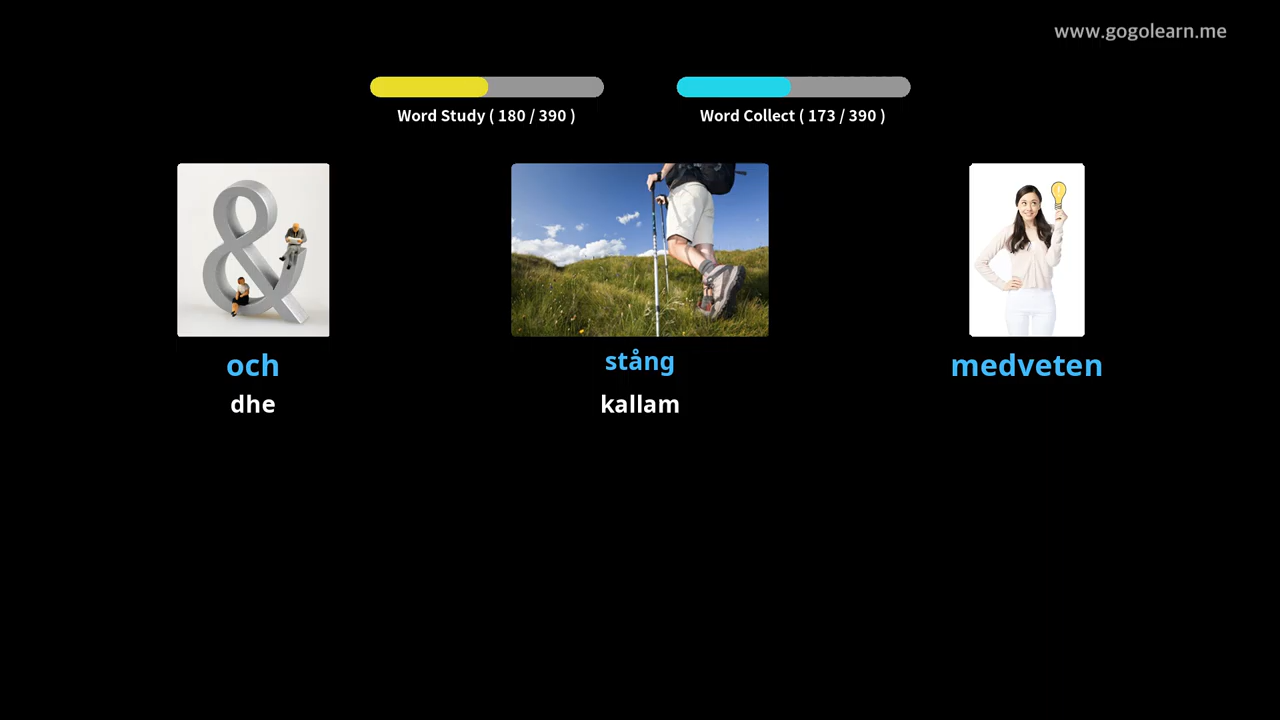 www.gogolearn.me
Word Study ( 180 / 390 )
Word Collect ( 173 / 390 )
&
och
dhe
stång
kallam
medveten